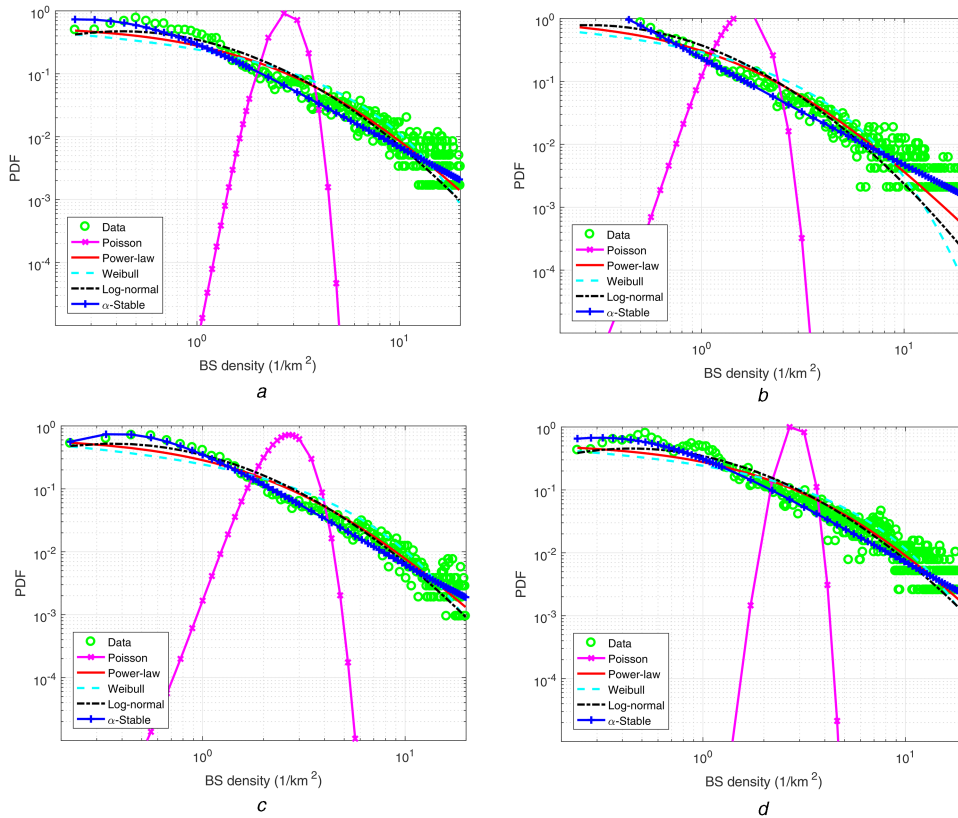 10^0
10^-1
10^-2
10^-3
10^-4
PDF
Data
Poisson
Power-law
Weibull
Log-normal
α-Stable
10^0
10^1
BS density (1/km^2)
a
10^0
10^-1
10^-2
10^-3
10^-4
PDF
Data
Poisson
Power-law
Weibull
Log-normal
α-Stable
10^0
10^1
BS density (1/km^2)
b
10^0
10^-1
10^-2
10^-3
10^-4
PDF
Data
Poisson
Power-law
Weibull
Log-normal
α-Stable
10^0
10^1
BS density (1/km^2)
c
10^0
10^-1
10^-2
10^-3
10^-4
PDF
Data
Poisson
Power-law
Weibull
Log-normal
α-Stable
10^0
10^1
BS density (1/km^2)
d